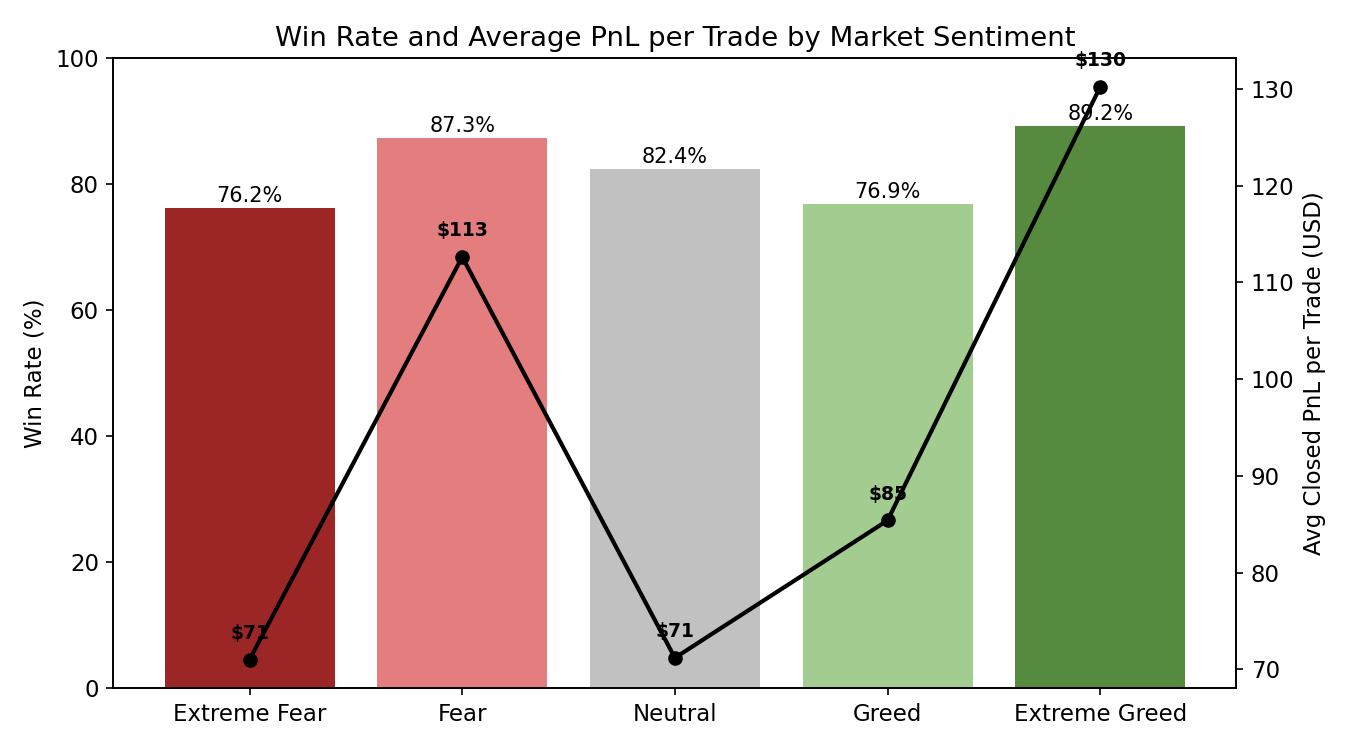 Win Rate and Average PnL per Trade by Market Sentiment
Win Rate (%)
100
80
60
40
20
0
76.2%
87.3%
82.4%
76.9%
89.2%
$71
$113
$71
$85
$130
130
120
110
100
90
80
70
Avg Closed PnL per Trade (USD)
Extreme Fear
Fear
Neutral
Greed
Extreme Greed